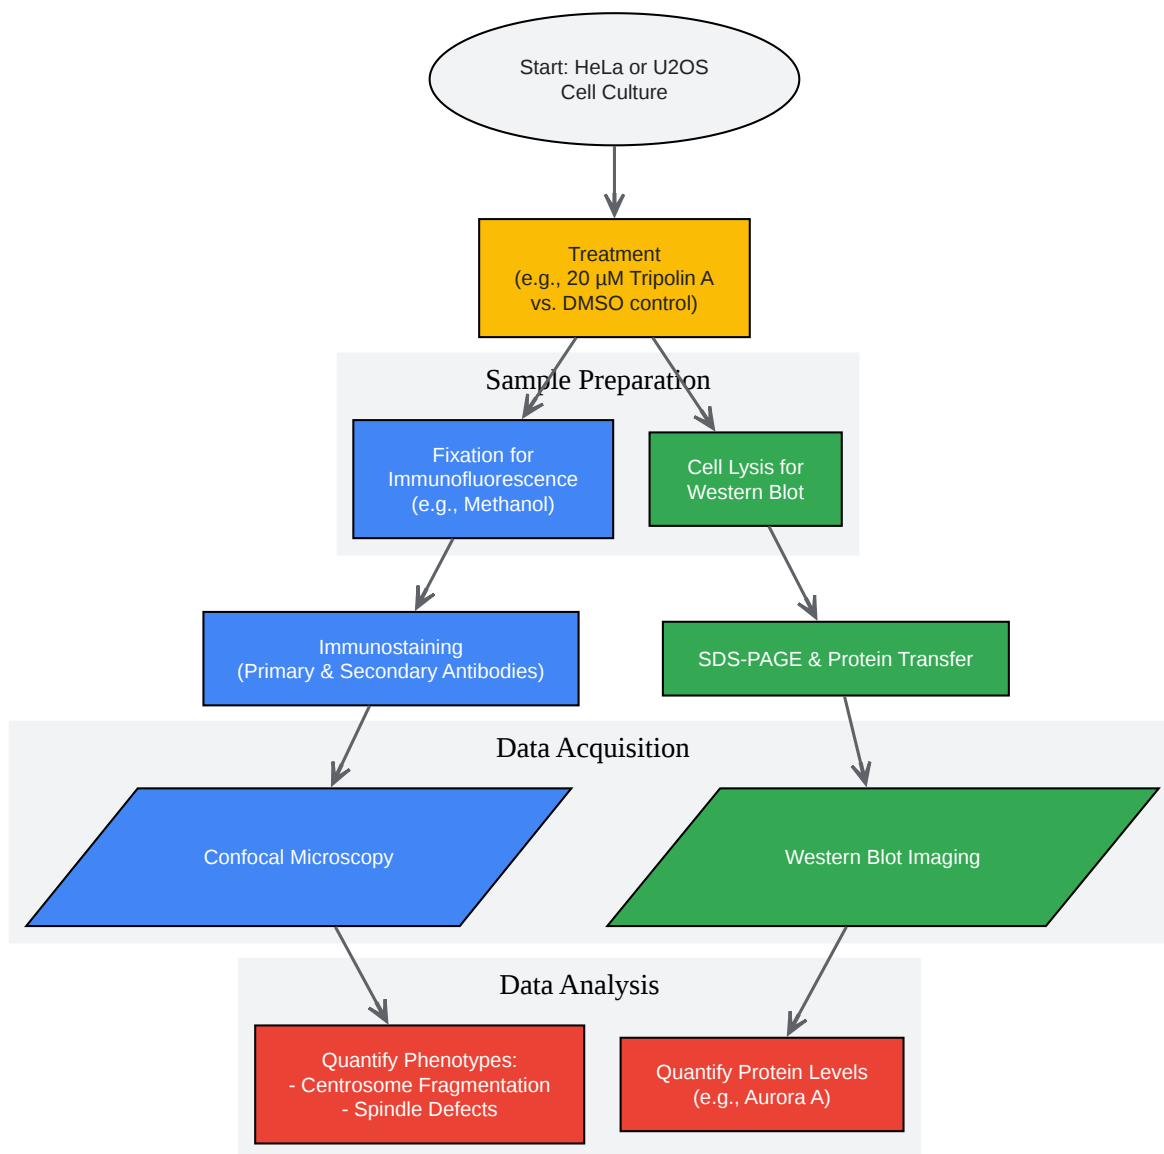 Start: HeLa or U2OS
Cell Culture
Treatment
(e.g., 20 µM Tripolin A
vs. DMSO control)
Sample Preparation
Fixation for
Immunofluorescence
(e.g., Methanol)
Cell Lysis for
Western Blot
Immunostaining
(Primary & Secondary Antibodies)
SDS-PAGE & Protein Transfer
Data Acquisition
Confocal Microscopy
Western Blot Imaging
Data Analysis
Quantify Phenotypes:
- Centrosome Fragmentation
- Spindle Defects
Quantify Protein Levels
(e.g., Aurora A)